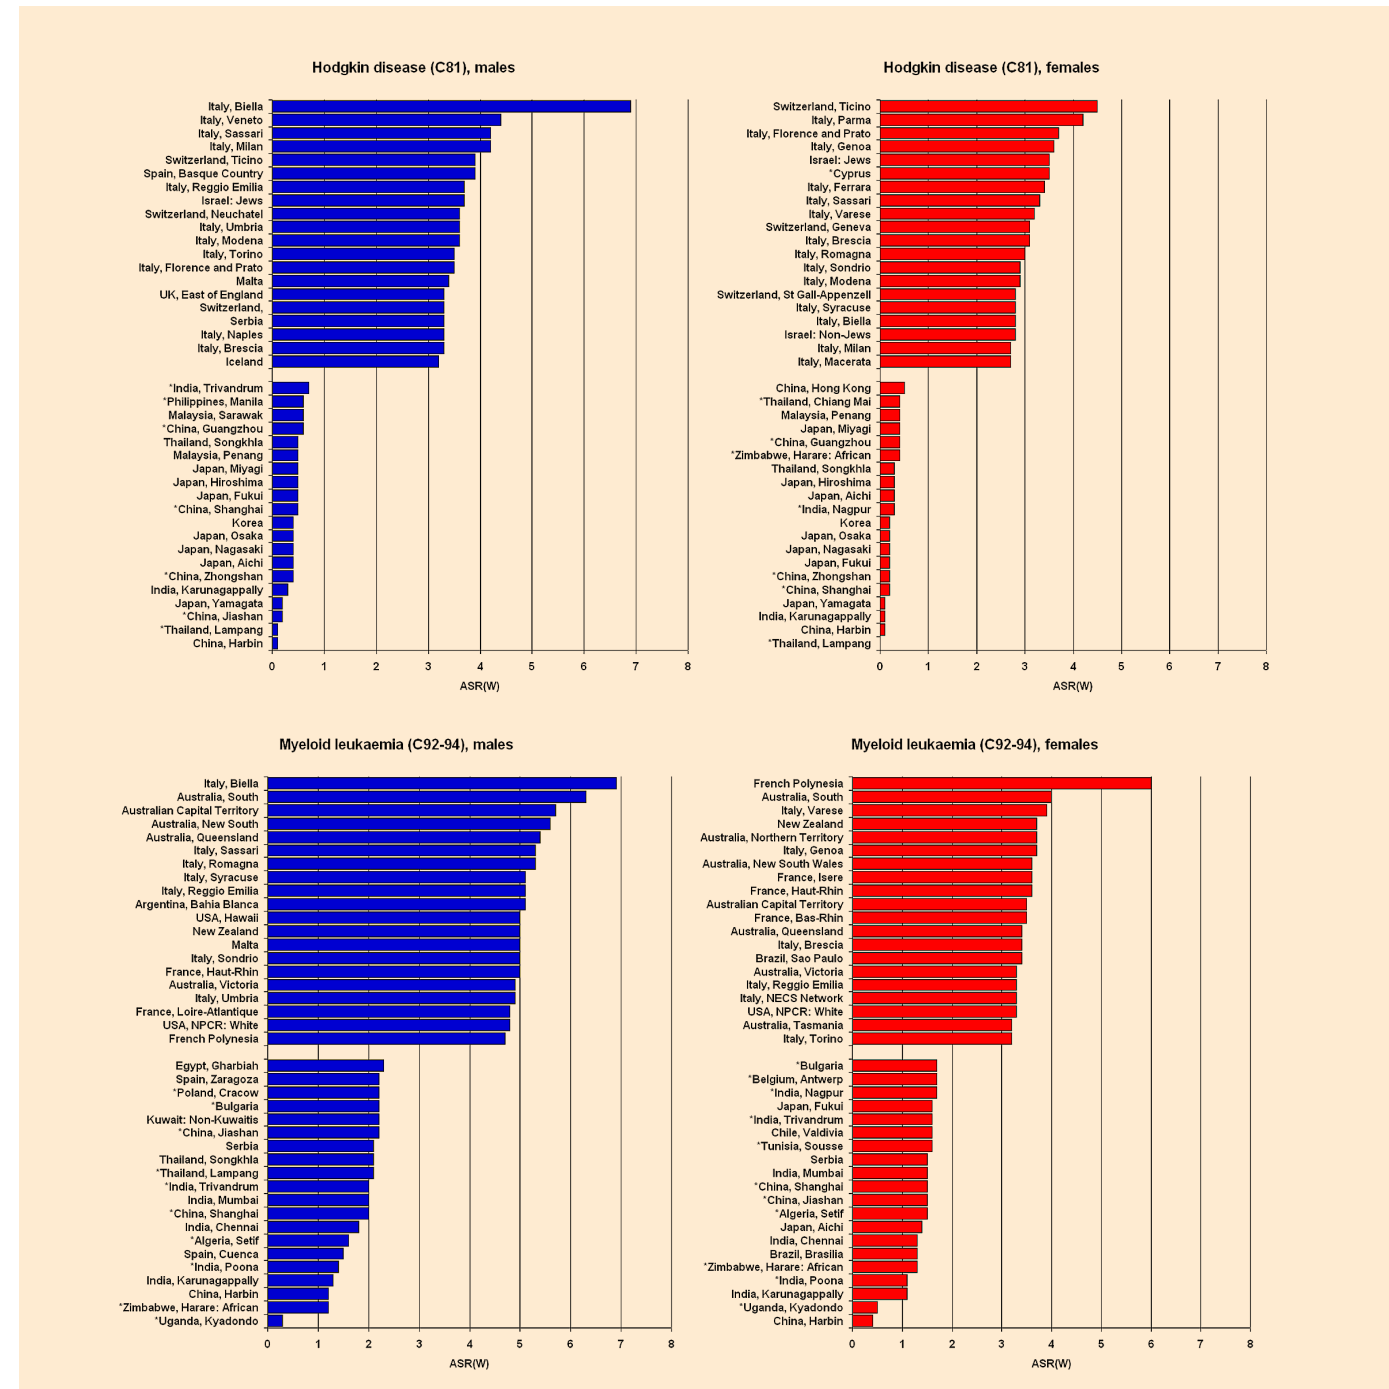 Hodgkin disease (C81), males
Italy, Biella
Italy, Veneto
Italy, Sassari
Italy, Milan
Switzerland, Ticino
Spain, Basque Country
Italy, Reggio Emilia
Israel: Jews
Switzerland, Neuchatel
Italy, Umbria
Italy, Modena
Italy, Torino
Italy, Florence and Prato
Malta
UK, East of England
Switzerland,
Serbia
Italy, Naples
Italy, Brescia
Iceland
*India, Trivandrum
*Philippines, Manila
Malaysia, Sarawak
*China, Guangzhou
Thailand, Songkhla
Malaysia, Penang
Japan, Miyagi
Japan, Hiroshima
Japan, Fukui
*China, Shanghai
Korea
Japan, Osaka
Japan, Nagasaki
Japan, Aichi
*China, Zhongshan
India, Karunagappally
Japan, Yamagata
*China, Jiashan
*Thailand, Lampang
China, Harbin
0 1 2 3 4 5 6 7 8
ASR(W)
Hodgkin disease (C81), females
Switzerland, Ticino
Italy, Parma
Italy, Florence and Prato
Italy, Genoa
Israel: Jews
*Cyprus
Italy, Ferrara
Italy, Sassari
Italy, Varese
Switzerland, Geneva
Italy, Brescia
Italy, Romagna
Italy, Sondrio
Italy, Modena
Switzerland, St Gall-Appenzell
Italy, Syracuse
Italy, Biella
Israel: Non-Jews
Italy, Milan
Italy, Macerata
China, Hong Kong
*Thailand, Chiang Mai
Malaysia, Penang
Japan, Miyagi
*China, Guangzhou
*Zimbabwe, Harare: African
Thailand, Songkhla
Japan, Hiroshima
Japan, Aichi
*India, Nagpur
Korea
Japan, Osaka
Japan, Nagasaki
Japan, Fukui
*China, Zhongshan
*China, Shanghai
Japan, Yamagata
India, Karunagappally
China, Harbin
*Thailand, Lampang
0 1 2 3 4 5 6 7 8
ASR(W)
Myeloid leukaemia (C92-94), males
Italy, Biella
Australia, South
Australian Capital Territory
Australia, New South
Australia, Queensland
Italy, Sassari
Italy, Romagna
Italy, Syracuse
Italy, Reggio Emilia
Argentina, Bahia Blanca
USA, Hawaii
New Zealand
Malta
Italy, Sondrio
France, Haut-Rhin
Australia, Victoria
Italy, Umbria
France, Loire-Atlantique
USA, NPCR: White
French Polynesia
Egypt, Gharbiah
Spain, Zaragoza
*Poland, Cracow
*Bulgaria
Kuwait: Non-Kuwaitis
*China, Jiashan
Serbia
Thailand, Songkhla
*Thailand, Lampang
*India, Trivandrum
India, Mumbai
*China, Shanghai
India, Chennai
*Algeria, Setif
Spain, Cuenca
*India, Poona
India, Karunagappally
China, Harbin
*Zimbabwe, Harare: African
*Uganda, Kyadondo
0 1 2 3 4 5 6 7 8
ASR(W)
Myeloid leukaemia (C92-94), females
French Polynesia
Australia, South
Italy, Varese
New Zealand
Australia, Northern Territory
Italy, Genoa
Australia, New South Wales
France, Isere
France, Haut-Rhin
Australian Capital Territory
France, Bas-Rhin
Australia, Queensland
Italy, Brescia
Brazil, Sao Paulo
Australia, Victoria
Italy, Reggio Emilia
Italy, NECS Network
USA, NPCR: White
Australia, Tasmania
Italy, Torino
*Bulgaria
*Belgium, Antwerp
*India, Nagpur
Japan, Fukui
*India, Trivandrum
Chile, Valdivia
*Tunisia, Sousse
Serbia
India, Mumbai
*China, Shanghai
*China, Jiashan
*Algeria, Setif
Japan, Aichi
India, Chennai
Brazil, Brasilia
*Zimbabwe, Harare: African
*India, Poona
India, Karunagappally
*Uganda, Kyadondo
China, Harbin
0 1 2 3 4 5 6 7 8
ASR(W)